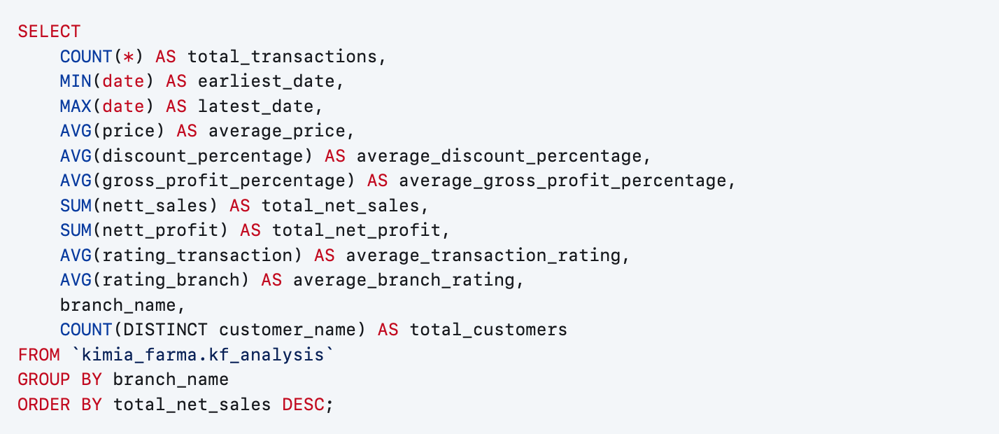 SELECT
    COUNT(*) AS total_transactions,
    MIN(date) AS earliest_date,
    MAX(date) AS latest_date,
    AVG(price) AS average_price,
    AVG(discount_percentage) AS average_discount_percentage,
    AVG(gross_profit_percentage) AS average_gross_profit_percentage,
    SUM(nett_sales) AS total_net_sales,
    SUM(nett_profit) AS total_net_profit,
    AVG(rating_transaction) AS average_transaction_rating,
    AVG(rating_branch) AS average_branch_rating,
    branch_name,
    COUNT(DISTINCT customer_name) AS total_customers
FROM `kimia_farma.kf_analysis`
GROUP BY branch_name
ORDER BY total_net_sales DESC;